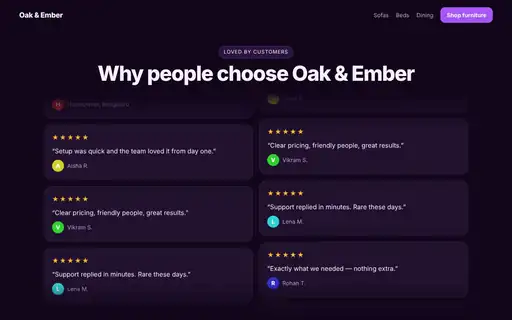 Oak & Ember
Sofas Beds Dining Shop furniture
LOVED BY CUSTOMERS
Why people choose Oak & Ember
H
★★★★★
"Setup was quick and the team loved it from day one."
A Aisha R.
★★★★★
"Clear pricing, friendly people, great results."
V Vikram S.
★★★★★
"Support replied in minutes. Rare these days."
L Lena M.
★★★★★
"Clear pricing, friendly people, great results."
V Vikram S.
★★★★★
"Support replied in minutes. Rare these days."
L Lena M.
★★★★★
"Exactly what we needed — nothing extra."
R Rohan T.